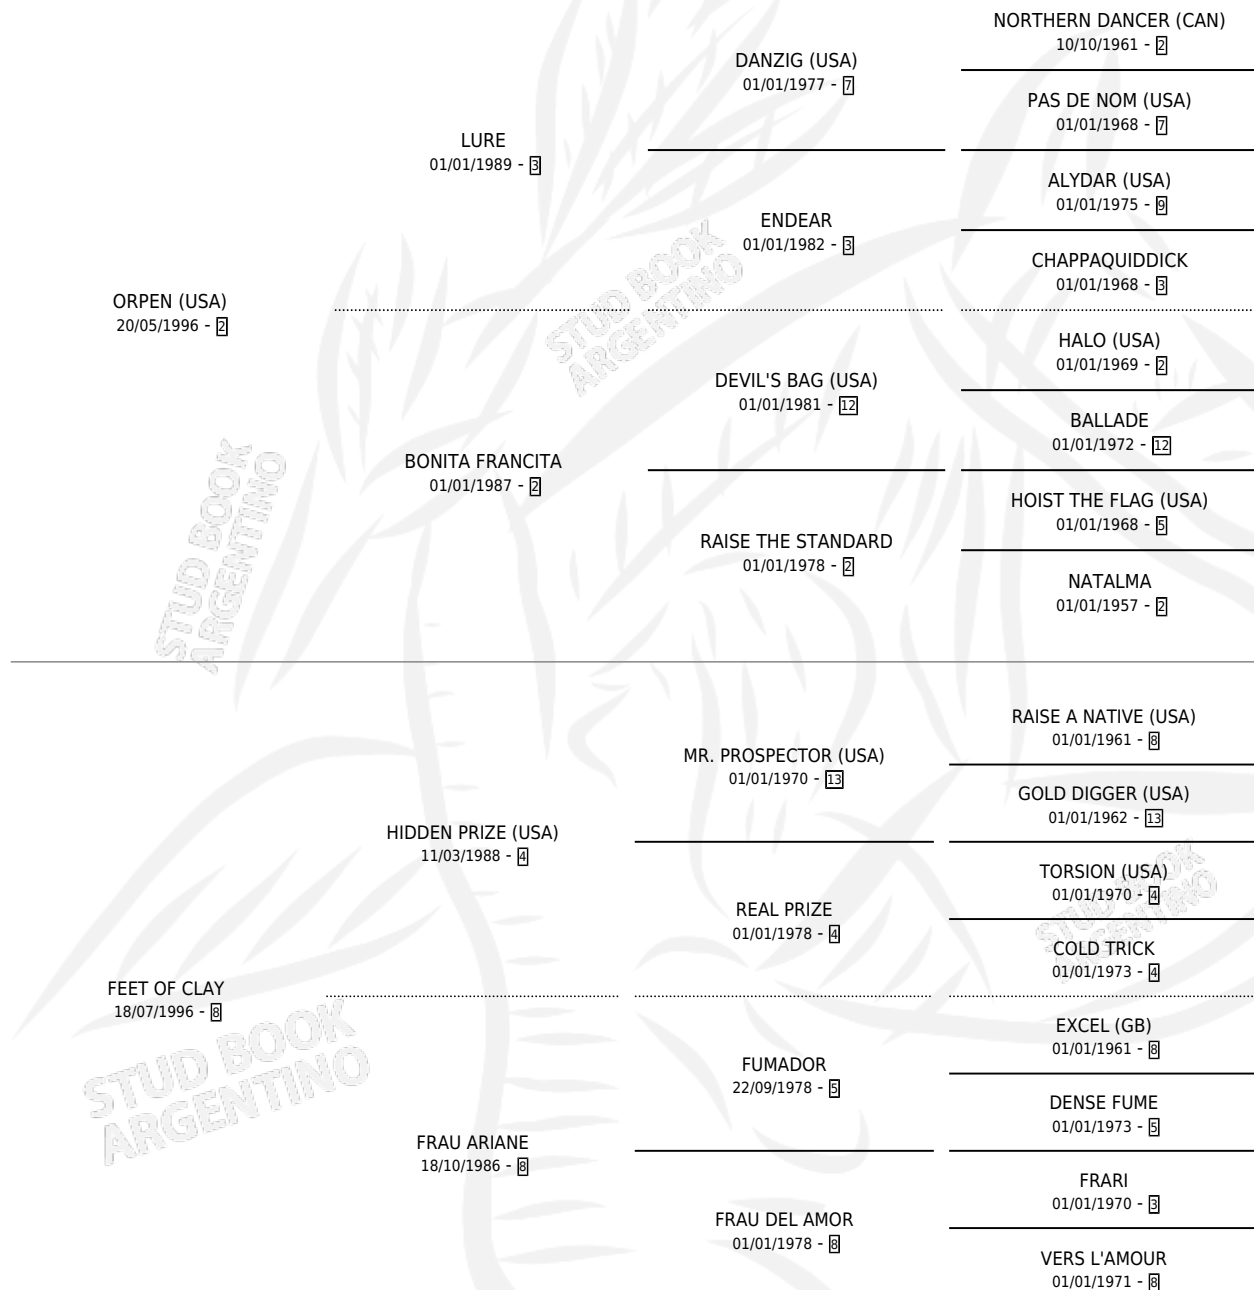 NORTHERN DANCER (CAN)
10/10/1961 - 2
DANZIG (USA)
01/01/1977 - 7
PAS DE NOM (USA)
01/01/1968 - 7
LURE
01/01/1989 - 3
ALYDAR (USA)
01/01/1975 - 9
ENDEAR
01/01/1982 - 3
CHAPPAQUIDDICK
01/01/1968 - 3
ORPEN (USA)
20/05/1996 - 2
STUD BOOK
ARGENTINO
HALO (USA)
01/01/1969 - 2
DEVIL'S BAG (USA)
01/01/1981 - 12
BALLADE
01/01/1972 - 12
BONITA FRANCITA
01/01/1987 - 2
HOIST THE FLAG (USA)
01/01/1968 - 5
RAISE THE STANDARD
01/01/1978 - 2
NATALMA
01/01/1957 - 2
STUD BOOK
ARGENTINO
RAISE A NATIVE (USA)
01/01/1961 - 8
MR. PROSPECTOR (USA)
01/01/1970 - 13
GOLD DIGGER (USA)
01/01/1962 - 13
HIDDEN PRIZE (USA)
11/03/1988 - 4
TORSION (USA)
01/01/1970 - 4
REAL PRIZE
01/01/1978 - 4
COLD TRICK
01/01/1973 - 4
STUD BOOK
ARGENTINO
FEET OF CLAY
18/07/1996 - 8
STUD BOOK
ARGENTINO
EXCEL (GB)
01/01/1961 - 8
FUMADOR
22/09/1978 - 5
DENSE FUME
01/01/1973 - 5
FRAU ARIANE
18/10/1986 - 8
FRARI
01/01/1970 - 3
FRAU DEL AMOR
01/01/1978 - 8
VERS L'AMOUR
01/01/1971 - 8